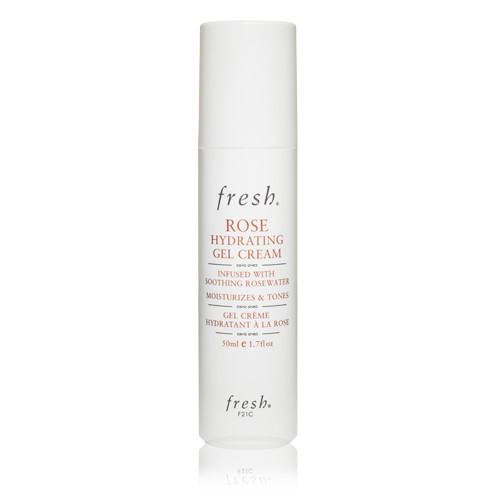 fresh®
ROSE
HYDRATING
GEL CREAM
INFUSED WITH
SOOTHING ROSEWATER
MOISTURIZES & TONES
GEL CRÈME
HYDRATANT À LA ROSE
50ml e 1.7fl oz
fresh®
F21C